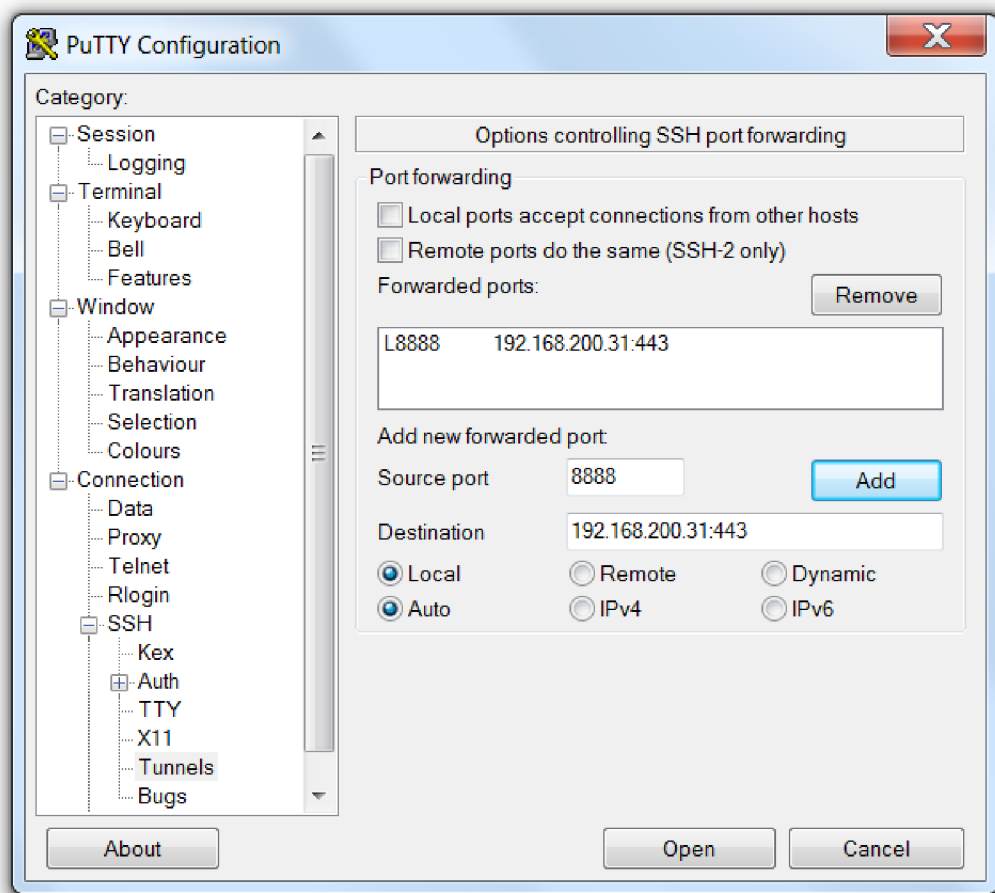 PuTTY Configuration
Category:
Session
Logging
Terminal
Keyboard
Bell
Features
Window
Appearance
Behaviour
Translation
Selection
Colours
Connection
Data
Proxy
Telnet
Rlogin
SSH
Kex
Auth
TTY
X11
Tunnels
Bugs
Options controlling SSH port forwarding
Port forwarding
Local ports accept connections from other hosts
Remote ports do the same (SSH-2 only)
Forwarded ports:
Remove
L8888 192.168.200.31:443
Add new forwarded port:
Source port 8888 Add
Destination 192.168.200.31:443
Local Remote Dynamic
Auto IPv4 IPv6
About Open Cancel